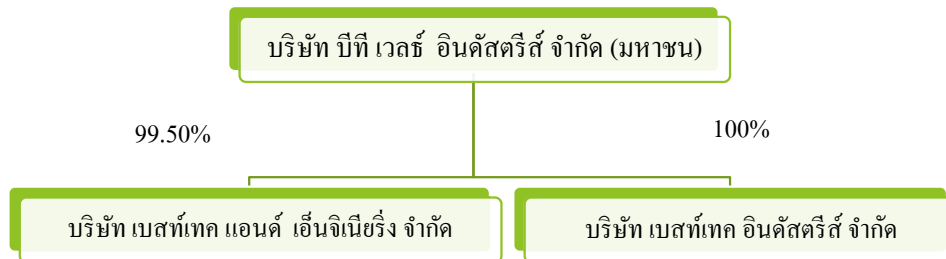 บริษัท บีที เวลธ์ อินดัสตรีส์ จำกัด (มหาชน)
99.50%
100%
บริษัท เบสท์เทค แอนด์ เอ็นจิเนียริ่ง จำกัด
บริษัท เบสท์เทค อินดัสตรีส์ จำกัด